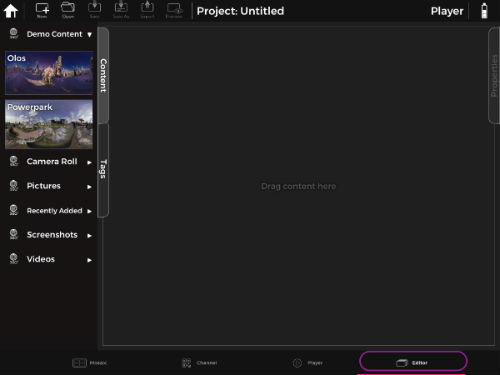 New
Open
Save
Save As
Export
Preview
Project: Untitled
Player
Demo Content
Olos
Powerpark
Camera Roll
Pictures
Recently Added
Screenshots
Videos
Content
Tags
Properties
Drag content here
Mosaic
Channel
Player
Editor